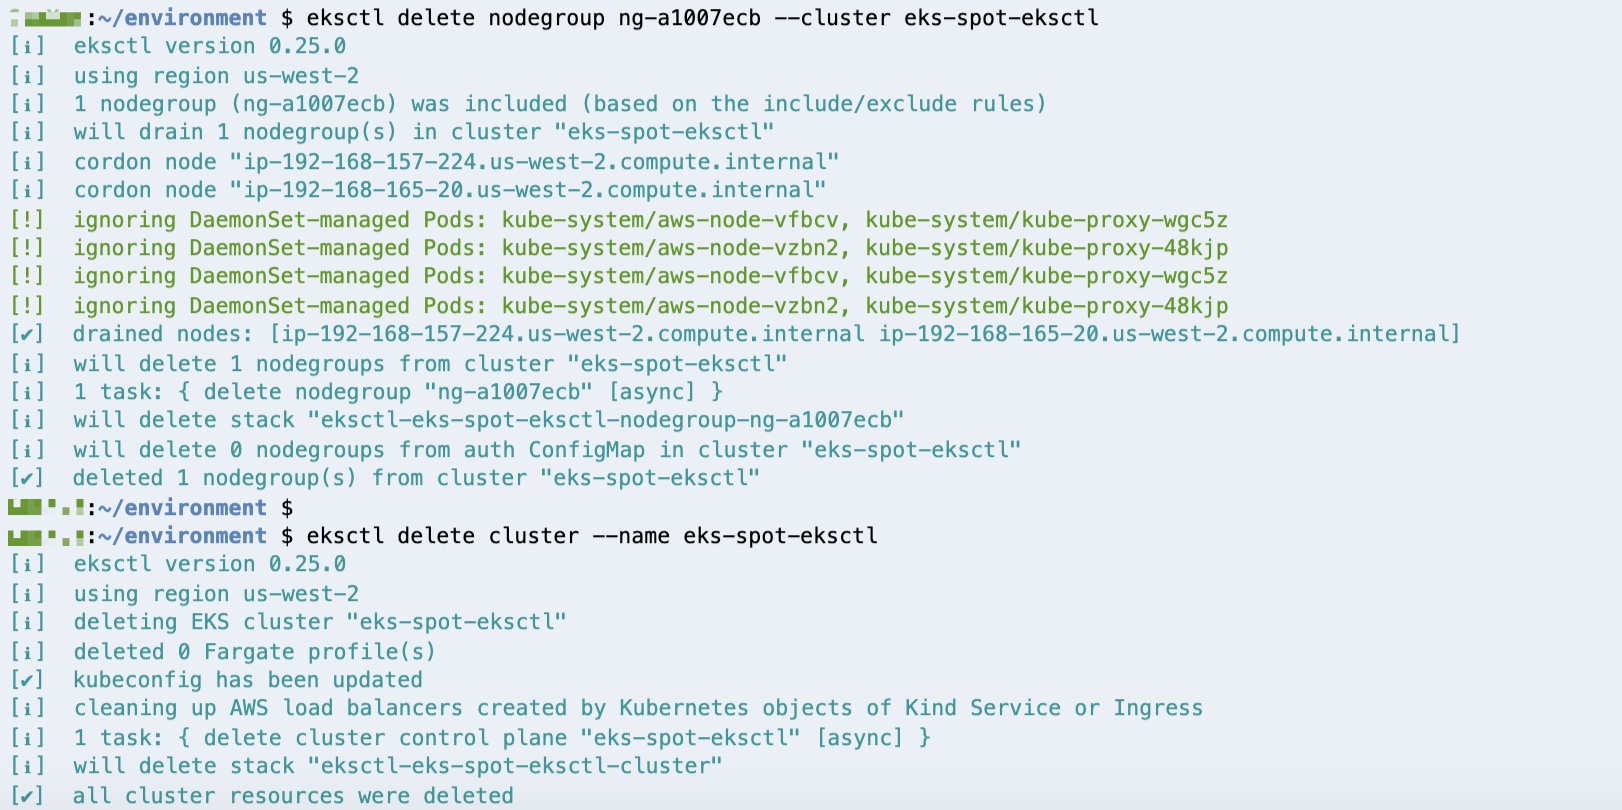 :~/environment $ eksctl delete nodegroup ng-a1007ecb --cluster eks-spot-eksctl
[ℹ]  eksctl version 0.25.0
[ℹ]  using region us-west-2
[ℹ]  1 nodegroup (ng-a1007ecb) was included (based on the include/exclude rules)
[ℹ]  will drain 1 nodegroup(s) in cluster "eks-spot-eksctl"
[ℹ]  cordon node "ip-192-168-157-224.us-west-2.compute.internal"
[ℹ]  cordon node "ip-192-168-165-20.us-west-2.compute.internal"
[!]  ignoring DaemonSet-managed Pods: kube-system/aws-node-vfbcv, kube-system/kube-proxy-wgc5z
[!]  ignoring DaemonSet-managed Pods: kube-system/aws-node-vzbn2, kube-system/kube-proxy-48kjp
[!]  ignoring DaemonSet-managed Pods: kube-system/aws-node-vfbcv, kube-system/kube-proxy-wgc5z
[!]  ignoring DaemonSet-managed Pods: kube-system/aws-node-vzbn2, kube-system/kube-proxy-48kjp
[✔]  drained nodes: [ip-192-168-157-224.us-west-2.compute.internal ip-192-168-165-20.us-west-2.compute.internal]
[ℹ]  will delete 1 nodegroups from cluster "eks-spot-eksctl"
[ℹ]  1 task: { delete nodegroup "ng-a1007ecb" [async] }
[ℹ]  will delete stack "eksctl-eks-spot-eksctl-nodegroup-ng-a1007ecb"
[ℹ]  will delete 0 nodegroups from auth ConfigMap in cluster "eks-spot-eksctl"
[✔]  deleted 1 nodegroup(s) from cluster "eks-spot-eksctl"
:~/environment $
:~/environment $ eksctl delete cluster --name eks-spot-eksctl
[ℹ]  eksctl version 0.25.0
[ℹ]  using region us-west-2
[ℹ]  deleting EKS cluster "eks-spot-eksctl"
[ℹ]  deleted 0 Fargate profile(s)
[✔]  kubeconfig has been updated
[ℹ]  cleaning up AWS load balancers created by Kubernetes objects of Kind Service or Ingress
[ℹ]  1 task: { delete cluster control plane "eks-spot-eksctl" [async] }
[ℹ]  will delete stack "eksctl-eks-spot-eksctl-cluster"
[✔]  all cluster resources were deleted